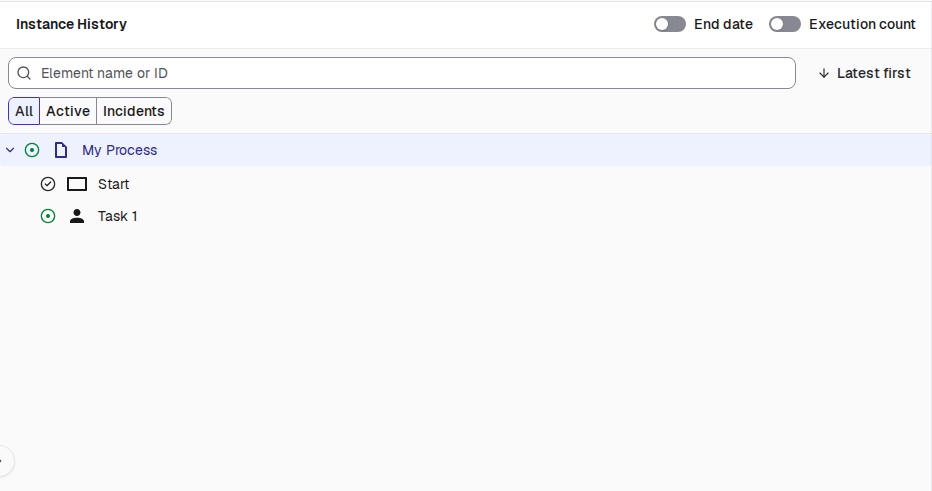 Instance History
End date
Execution count
Element name or ID
Latest first
All
Active
Incidents
My Process
Start
Task 1